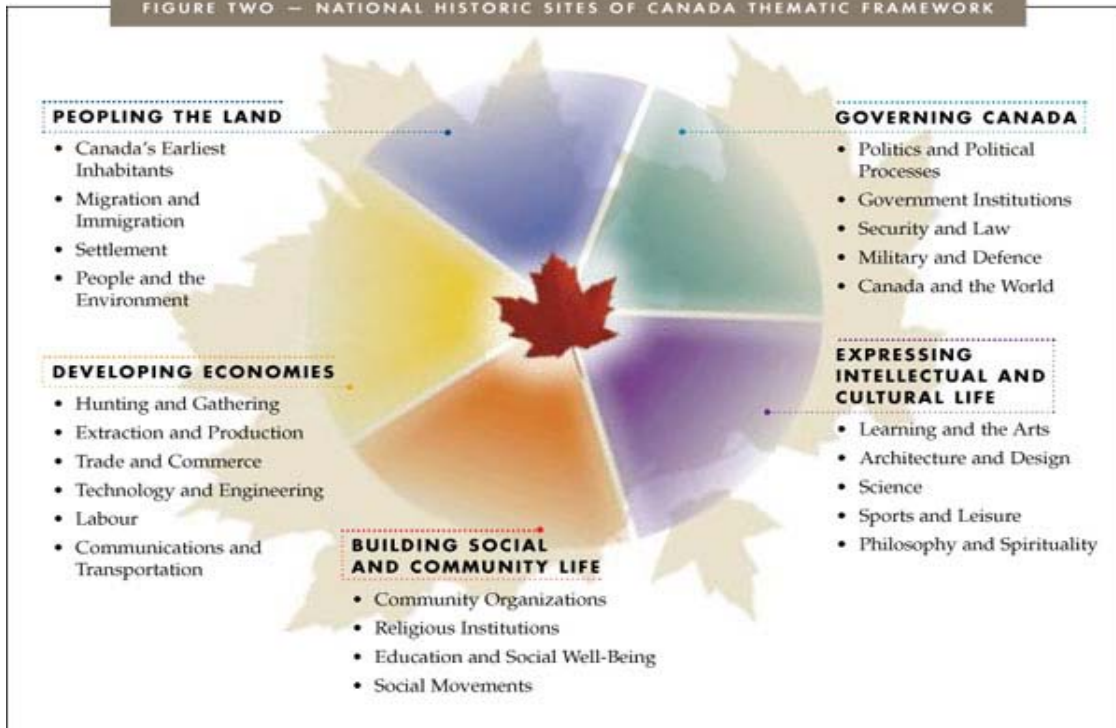 FIGURE TWO — NATIONAL HISTORIC SITES OF CANADA THEMATIC FRAMEWORK
PEOPLING THE LAND
• Canada's Earliest
Inhabitants
• Migration and
Immigration
• Settlement
• People and the
Environment
GOVERNING CANADA
• Politics and Political
Processes
• Government Institutions
• Security and Law
• Military and Defence
• Canada and the World
DEVELOPING ECONOMIES
• Hunting and Gathering
• Extraction and Production
• Trade and Commerce
• Technology and Engineering
• Labour
• Communications and
Transportation
EXPRESSING
INTELLECTUAL AND
CULTURAL LIFE
• Learning and the Arts
• Architecture and Design
• Science
• Sports and Leisure
• Philosophy and Spirituality
BUILDING SOCIAL
AND COMMUNITY LIFE
• Community Organizations
• Religious Institutions
• Education and Social Well-Being
• Social Movements